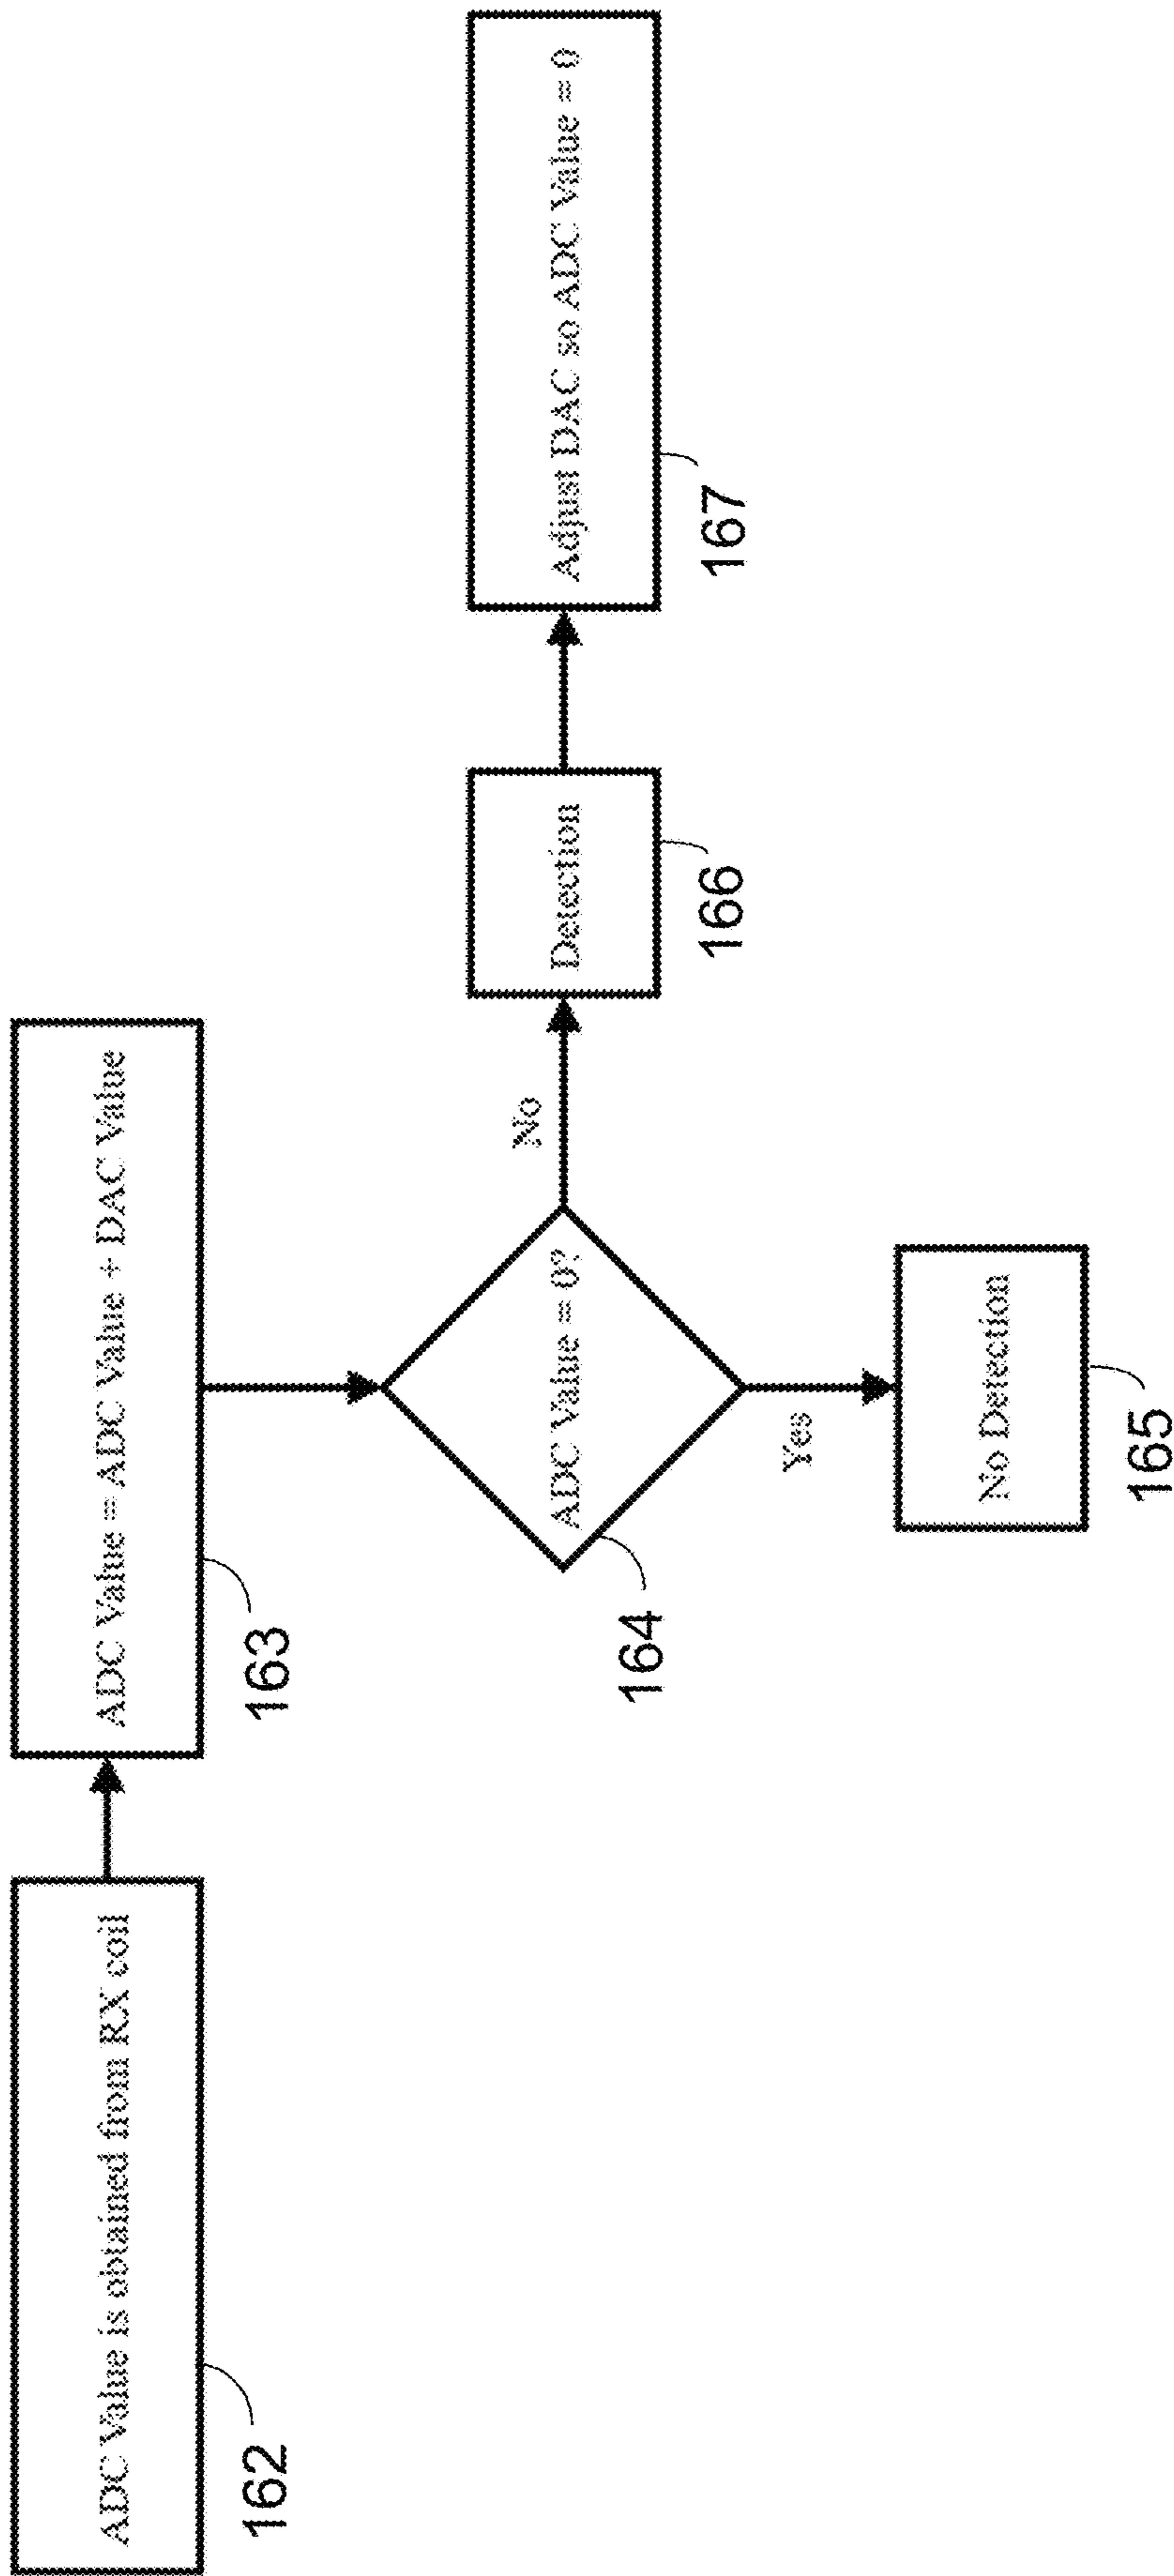 ADC Value is obtained from RX coil
162
ADC Value = ADC Value + DAC Value
163
ADC Value = 0?
164
Yes
No
No Detection
165
Detection
166
Adjust DAC so ADC Value = 0
167